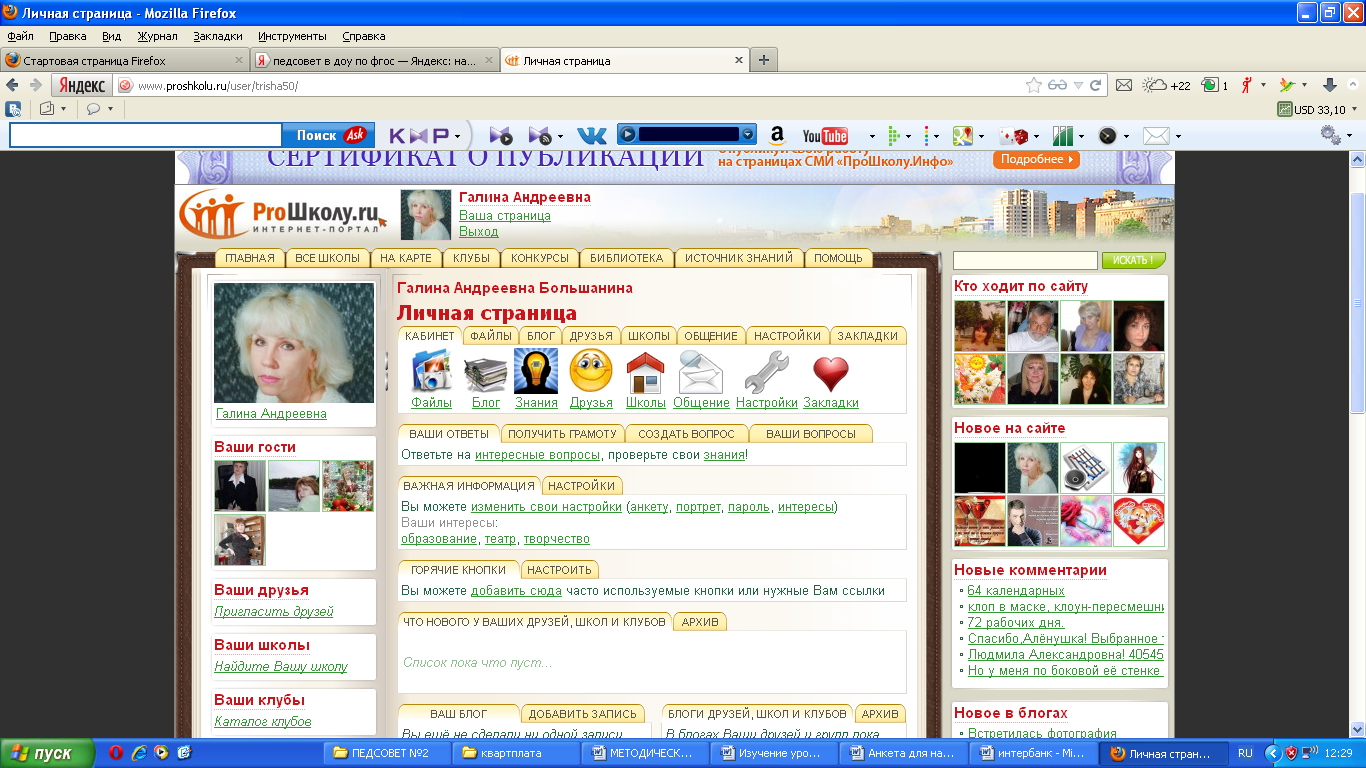 Личная страница - Mozilla Firefox
Файл Правка Вид Журнал Закладки Инструменты Справка
Стартовая страница Firefox
педсовет в доу по фгос — Яндекс: на...
Личная страница
Яндекс
www.proshkolu.ru/user/trisha50/
+22
1
USD 33,10
Поиск Ask
You Tube
СЕРТИФИКАТ О ПУБЛИКАЦИИ
на страницах СМИ «ПроШколу.Инфо»
Подробнее
ProШколу.ru
ИНТЕРНЕТ-ПОРТАЛ
Галина Андреевна
Ваша страница
Выход
ГЛАВНАЯ ВСЕ ШКОЛЫ НА КАРТЕ КЛУБЫ КОНКУРСЫ БИБЛИОТЕКА ИСТОЧНИК ЗНАНИЙ ПОМОЩЬ
ИСКАТЬ !
Галина Андреевна
Ваши гости
Ваши друзья
Пригласить друзей
Ваши школы
Найдите Вашу школу
Ваши клубы
Каталог клубов
Галина Андреевна Большанина
Личная страница
КАБИНЕТ ФАЙЛЫ БЛОГ ДРУЗЬЯ ШКОЛЫ ОБЩЕНИЕ НАСТРОЙКИ ЗАКЛАДКИ
Файлы Блог Знания Друзья Школы Общение Настройки Закладки
ВАШИ ОТВЕТЫ ПОЛУЧИТЬ ГРАМОТУ СОЗДАТЬ ВОПРОС ВАШИ ВОПРОСЫ
Ответьте на интересные вопросы, проверьте свои знания!
ВАЖНАЯ ИНФОРМАЦИЯ НАСТРОЙКИ
Вы можете изменить свои настройки (анкету, портрет, пароль, интересы)
Ваши интересы:
образование, театр, творчество
ГОРЯЧИЕ КНОПКИ НАСТРОИТЬ
Вы можете добавить сюда часто используемые кнопки или нужные Вам ссылки
ЧТО НОВОГО У ВАШИХ ДРУЗЕЙ, ШКОЛ И КЛУБОВ АРХИВ
Список пока что пуст...
ВАШ БЛОГ ДОБАВИТЬ ЗАПИСЬ
Вы ещё не сделали ни одной записи
БЛОГИ ДРУЗЕЙ, ШКОЛ И КЛУБОВ АРХИВ
В блогах Ваших друзей и групп пока
Кто ходит по сайту
Новое на сайте
Новые комментарии
64 календарных
клоп в маске, клоун-пересмешни
72 рабочих дня.
Спасибо,Алёнушка! Выбранное
Людмила Александровна! 40545
Но у меня по боковой её стенке
Новое в блогах
Встретилась фотография
пуск
ПЕДСОВЕТ №2
квартплата
МЕТОДИЧЕСК...
Изучение уро...
Анкета для на...
интербанк - Mi...
Личная стран...
RU
12:29